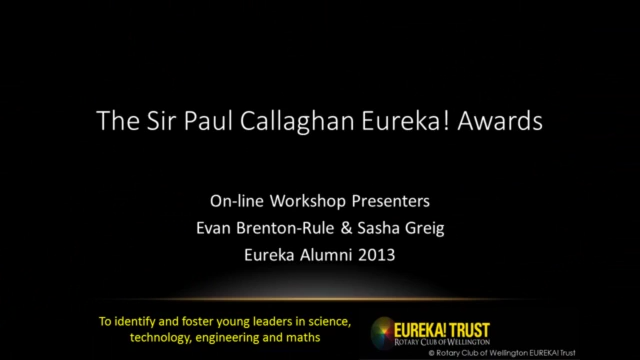 The Sir Paul Callaghan Eureka! Awards
On-line Workshop Presenters
Evan Brenton-Rule & Sasha Greig
Eureka Alumni 2013
To identify and foster young leaders in science,
technology, engineering and maths
EUREKA! TRUST
ROTARY CLUB OF WELLINGTON
© Rotary Club of Wellington EUREKA! Trust